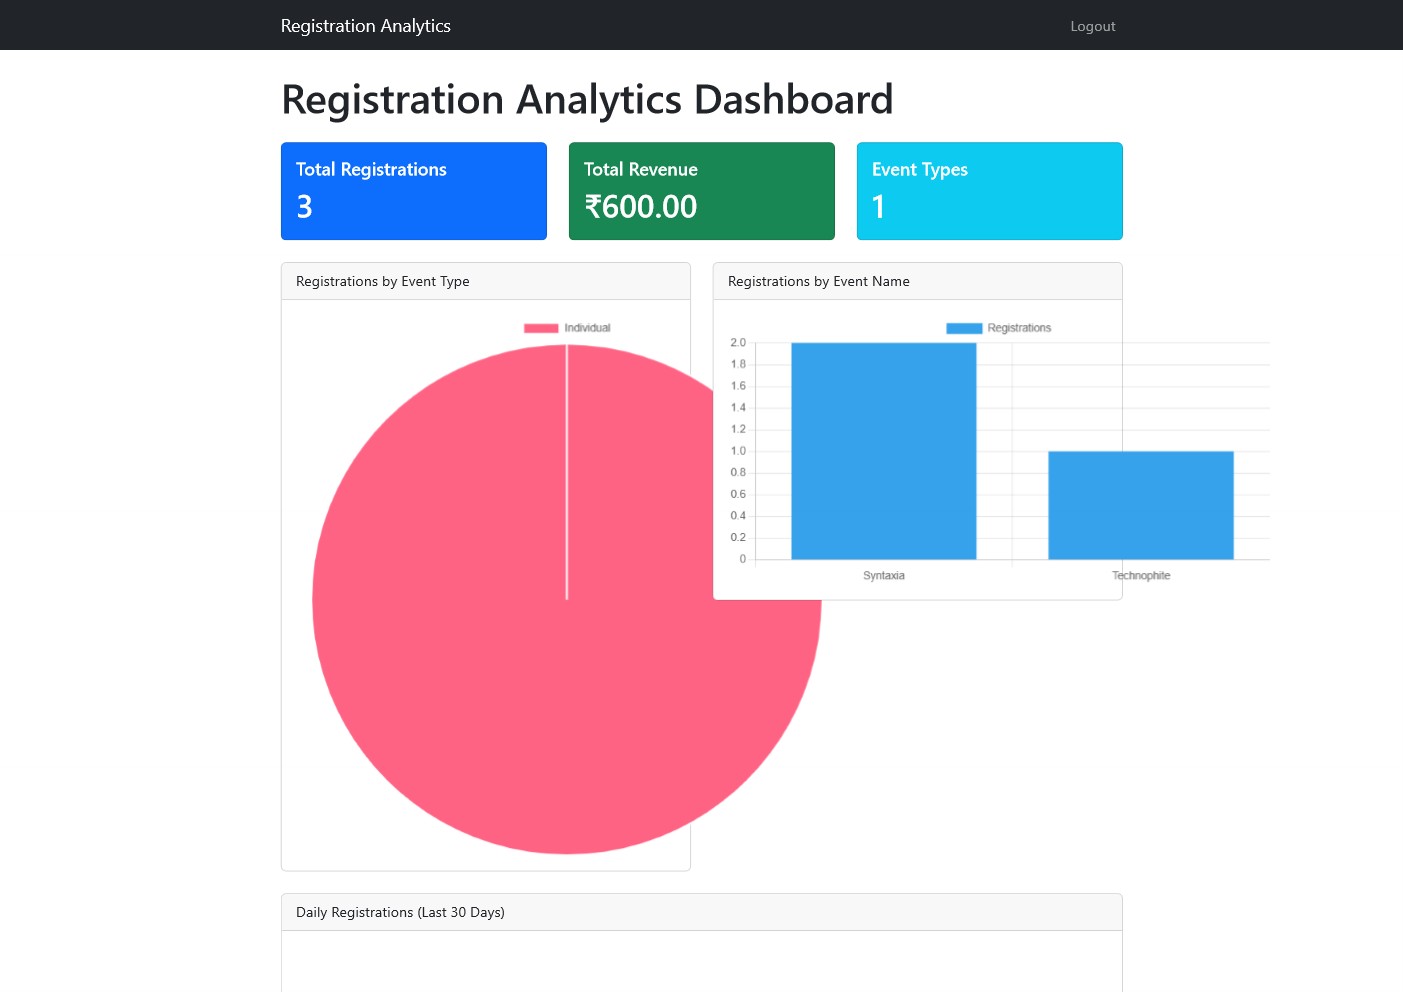 Registration Analytics
Logout
Registration Analytics Dashboard
Total Registrations
3
Total Revenue
₹600.00
Event Types
1
Registrations by Event Type
Individual
Registrations by Event Name
Registrations
2.0
1.8
1.6
1.4
1.2
1.0
0.8
0.6
0.4
0.2
0
Syntaxia
Technophite
Daily Registrations (Last 30 Days)